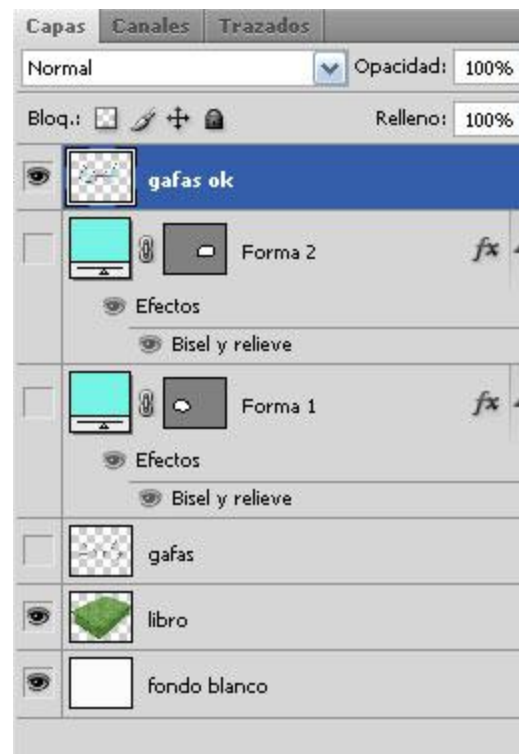 Capas Canales Trazados
Normal Opacidad: 100%
Bloq.: Relleno: 100%
gafas ok
Forma 2 fx
Efectos
Bisel y relieve
Forma 1 fx
Efectos
Bisel y relieve
gafas
libro
fondo blanco